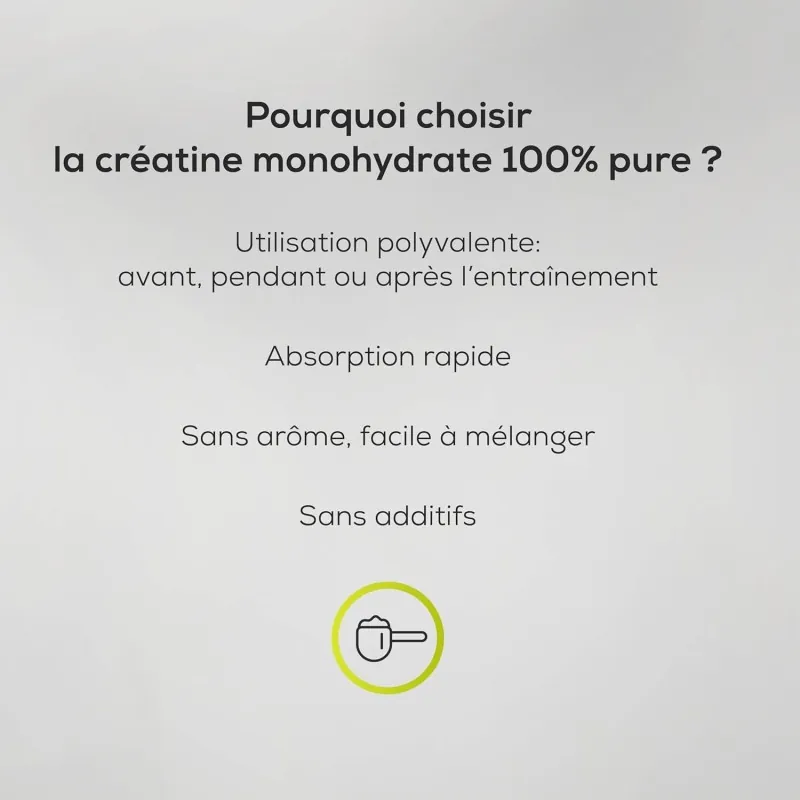 Pourquoi choisir
la créatine monohydrate 100% pure ?
Utilisation polyvalente:
avant, pendant ou après l'entraînement
Absorption rapide
Sans arôme, facile à mélanger
Sans additifs